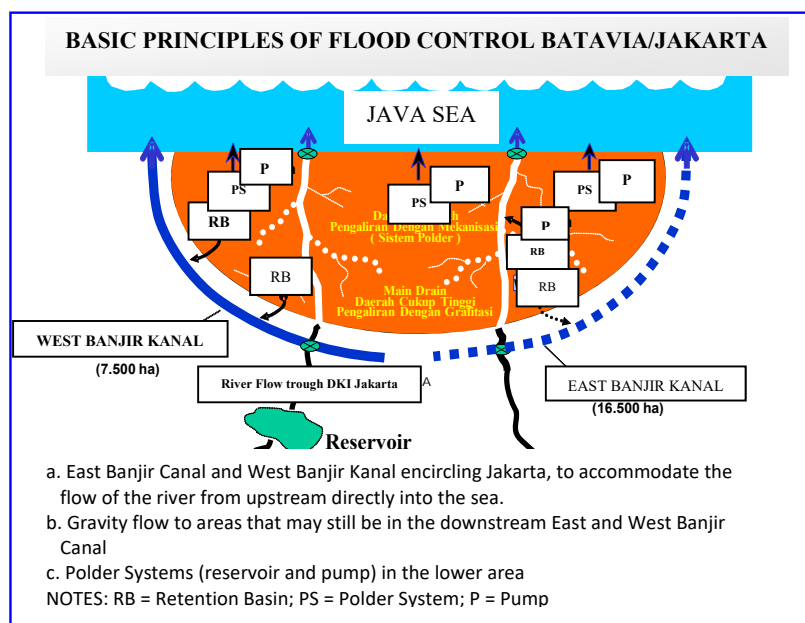 BASIC PRINCIPLES OF FLOOD CONTROL BATAVIA/JAKARTA
JAVA SEA
P
PS
RB
P
PS
P
PS
P
RB
RB
RB
Pengaliran Dengan Mekanisasi
( Sistem Polder )
Main Drain
Daerah Cukup Tinggi
Pengaliran Dengan Grafitasi
WEST BANJIR KANAL
(7.500 ha)
River Flow trough DKI Jakarta
A
EAST BANJIR KANAL
(16.500 ha)
Reservoir
a. East Banjir Canal and West Banjir Kanal encircling Jakarta, to accommodate the
flow of the river from upstream directly into the sea.
b. Gravity flow to areas that may still be in the downstream East and West Banjir
Canal
c. Polder Systems (reservoir and pump) in the lower area
NOTES: RB = Retention Basin; PS = Polder System; P = Pump